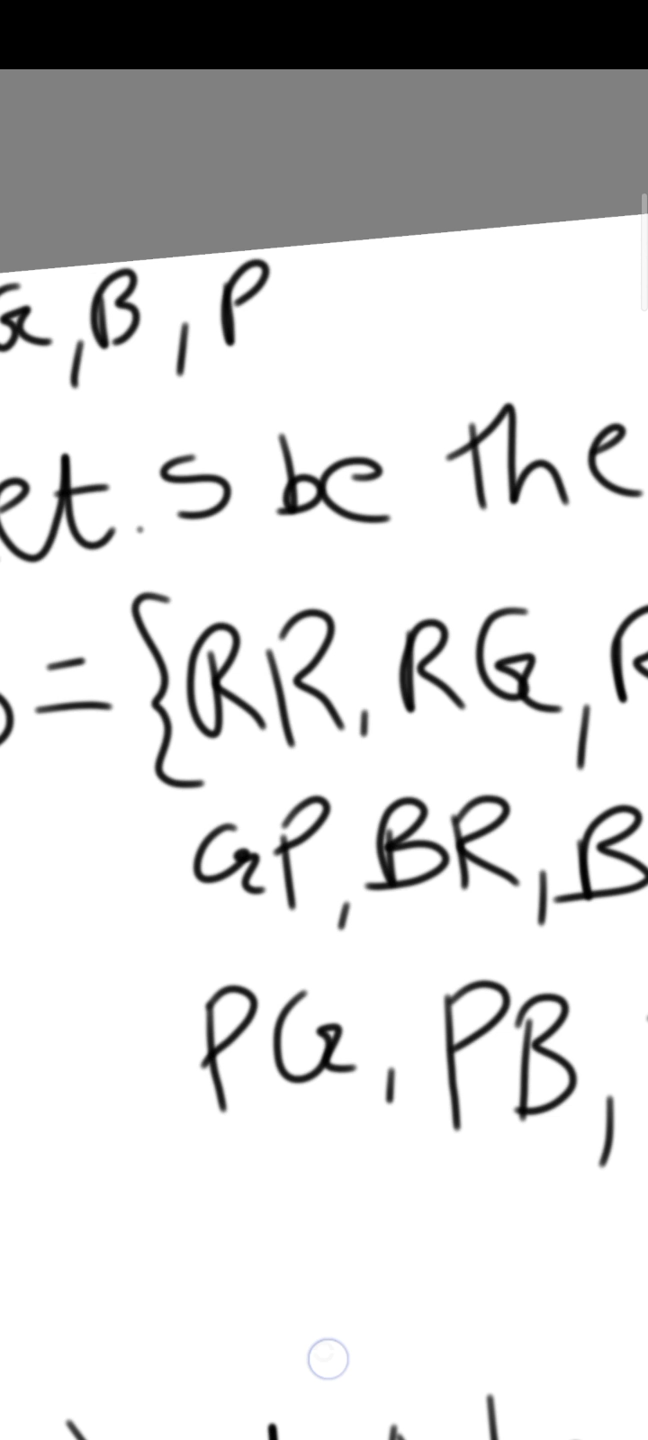 G, B, P
et. S be the
S = {RR, RG, R
GP, BR, B
PG, PB,